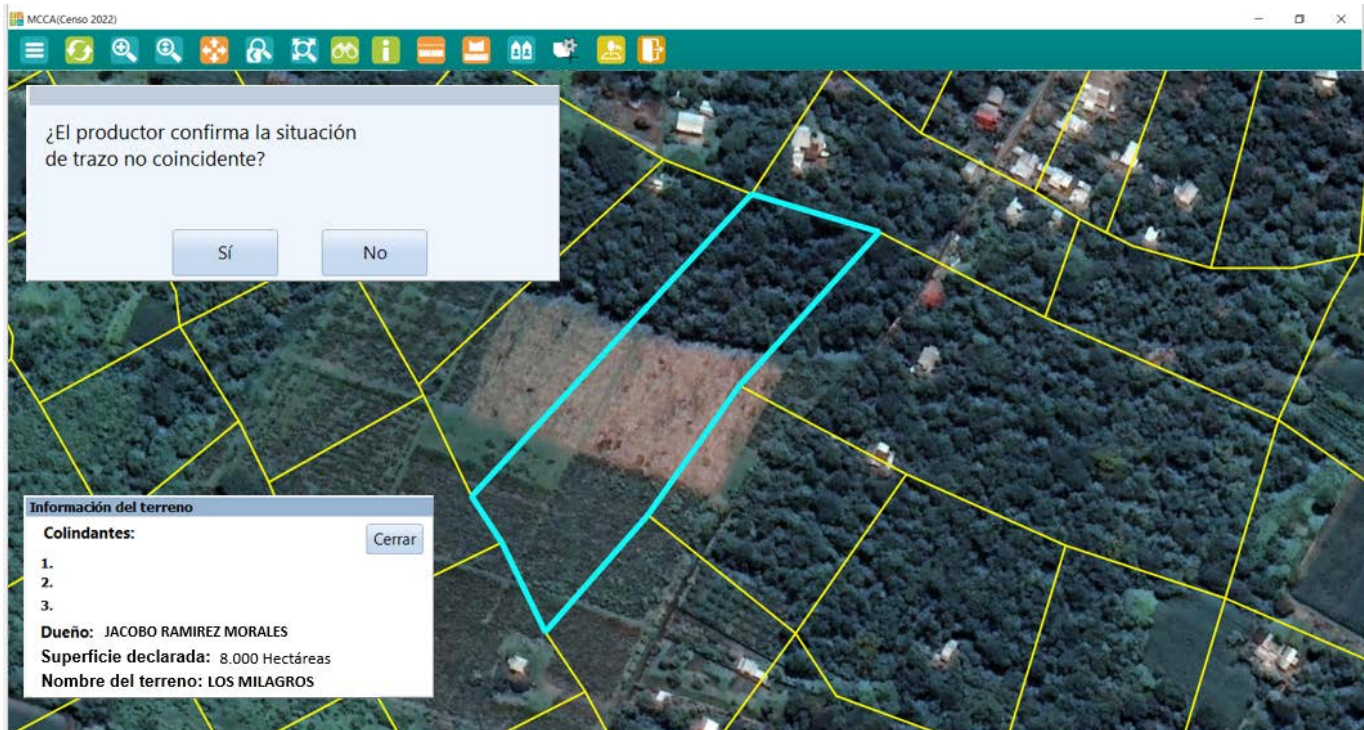 MCCA(Censo 2022)
¿El productor confirma la situación
de trazo no coincidente?
Sí No
Información del terreno
Colindantes:
Cerrar
1.
2.
3.
Dueño: JACOBO RAMIREZ MORALES
Superficie declarada: 8.000 Hectáreas
Nombre del terreno: LOS MILAGROS